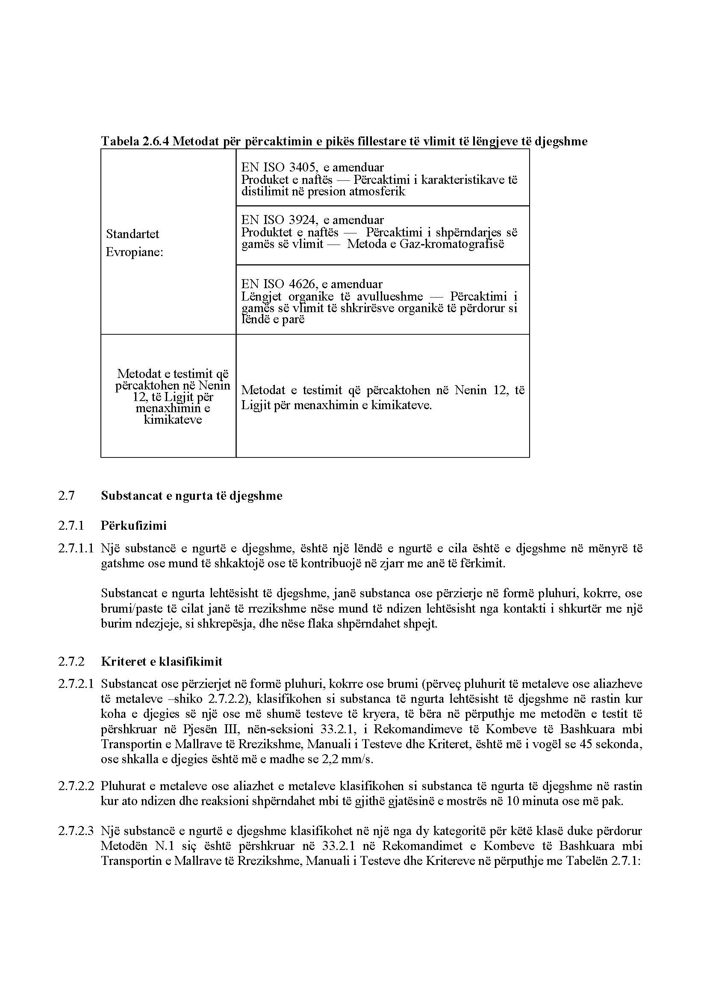 Tabela 2.6.4 Metodat për përcaktimin e pikës fillestare të vlimit të lëngjeve të djegshme
Standartet
Evropiane:
EN ISO 3405, e amenduar
Produket e naftës — Përcaktimi i karakteristikave të
distilimit në presion atmosferik
EN ISO 3924, e amenduar
Produktet e naftës — Përcaktimi i shpërndarjes së
gamës së vlimit — Metoda e Gaz-kromatografisë
EN ISO 4626, e amenduar
Lëngjet organike të avullueshme — Përcaktimi i
gamës së vlimit të shkrirësve organikë të përdorur si
lëndë e parë
Metodat e testimit që
përcaktohen në Nenin
12, të Ligjit për
menaxhimin e
kimikateve
Metodat e testimit që përcaktohen në Nenin 12, të
Ligjit për menaxhimin e kimikateve.
2.7 Substancat e ngurta të djegshme
2.7.1 Përkufizimi
2.7.1.1 Një substancë e ngurtë e djegshme, është një lëndë e ngurtë e cila është e djegshme në mënyrë të
gatshme ose mund të shkaktojë ose të kontribuojë në zjarr me anë të fërkimit.
Substancat e ngurta lehtësisht të djegshme, janë substanca ose përzierje në formë pluhuri, kokrre, ose
brumi/paste të cilat janë të rrezikshme nëse mund të ndizen lehtësisht nga kontakti i shkurtër me një
burim ndezjeje, si shkrepësja, dhe nëse flaka shpërndahet shpejt.
2.7.2 Kriteret e klasifikimit
2.7.2.1 Substancat ose përzierjet në formë pluhuri, kokrre ose brumi (përveç pluhurit të metaleve ose aliazheve
të metaleve –shiko 2.7.2.2), klasifikohen si substanca të ngurta lehtësisht të djegshme në rastin kur
koha e djegies së një ose më shumë testeve të kryera, të bëra në përputhje me metodën e testit të
përshkruar në Pjesën III, nën-seksioni 33.2.1, i Rekomandimeve të Kombeve të Bashkuara mbi
Transportin e Mallrave të Rrezikshme, Manuali i Testeve dhe Kriteret, është më i vogël se 45 sekonda,
ose shkalla e djegies është më e madhe se 2,2 mm/s.
2.7.2.2 Pluhurat e metaleve ose aliazhet e metaleve klasifikohen si substanca të ngurta të djegshme në rastin
kur ato ndizen dhe reaksioni shpërndahet mbi të gjithë gjatësinë e mostrës në 10 minuta ose më pak.
2.7.2.3 Një substancë e ngurtë e djegshme klasifikohet në një nga dy kategoritë për këtë klasë duke përdorur
Metodën N.1 siç është përshkruar në 33.2.1 në Rekomandimet e Kombeve të Bashkuara mbi
Transportin e Mallrave të Rrezikshme, Manuali i Testeve dhe Kritereve në përputhje me Tabelën 2.7.1: